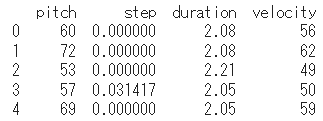 pitch step duration velocity
0 60 0.000000 2.08 56
1 72 0.000000 2.08 62
2 53 0.000000 2.21 49
3 57 0.031417 2.05 50
4 69 0.000000 2.05 59